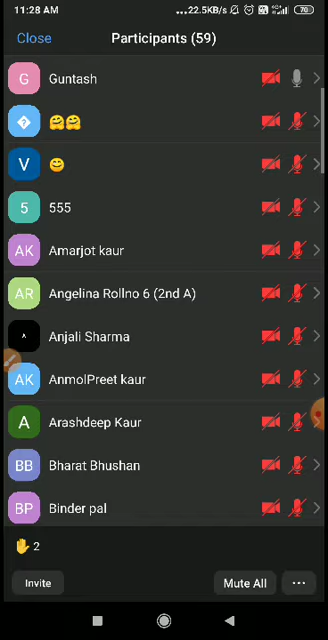 11:28 AM ...22.5KB/s 70
Close Participants (59)
G Guntash
� 🤗🤗
V 😊
5 555
AK Amarjot kaur
AR Angelina Rollno 6 (2nd A)
A Anjali Sharma
AK AnmolPreet kaur
A Arashdeep Kaur
BB Bharat Bhushan
BP Binder pal
✋ 2
Invite Mute All ...